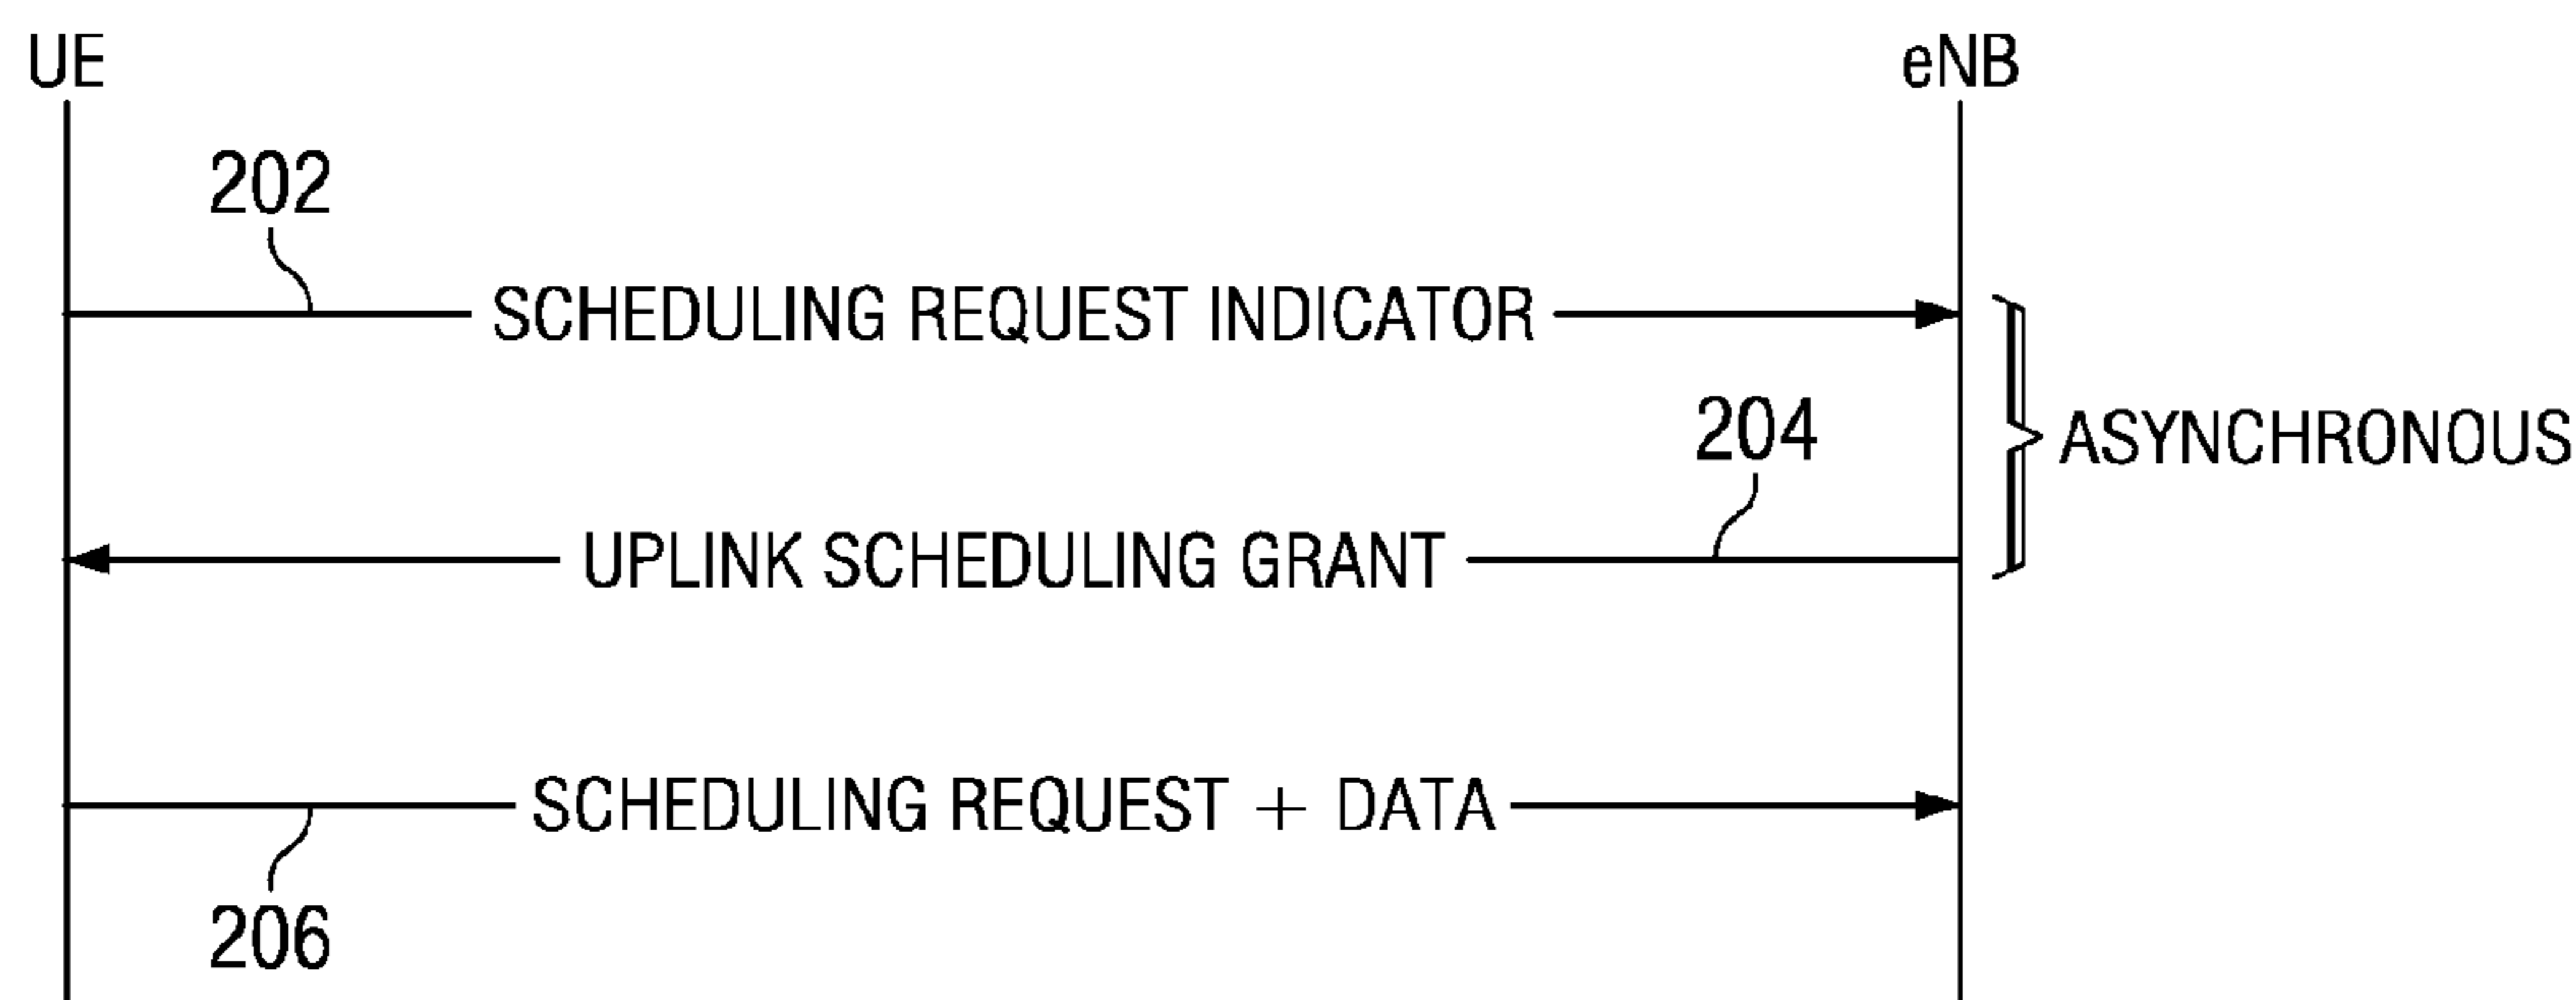 UE
eNB
202
SCHEDULING REQUEST INDICATOR
204
ASYNCHRONOUS
UPLINK SCHEDULING GRANT
SCHEDULING REQUEST + DATA
206